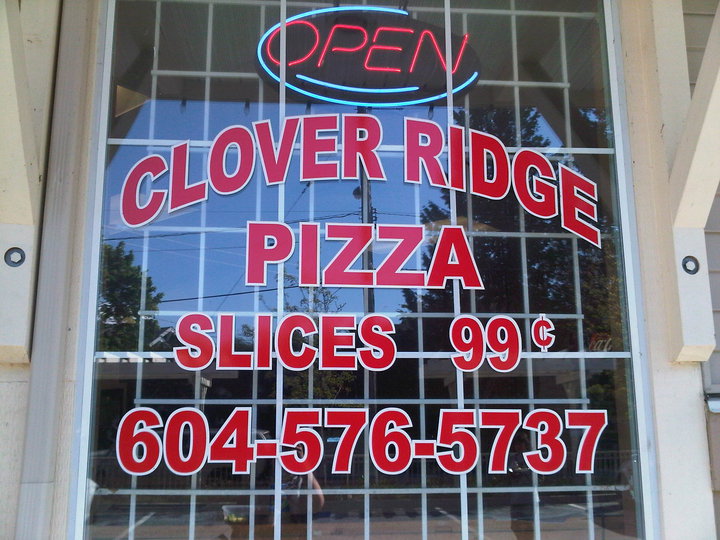 OPEN
CLOVER RIDGE
PIZZA
SLICES 99¢
604-576-5737